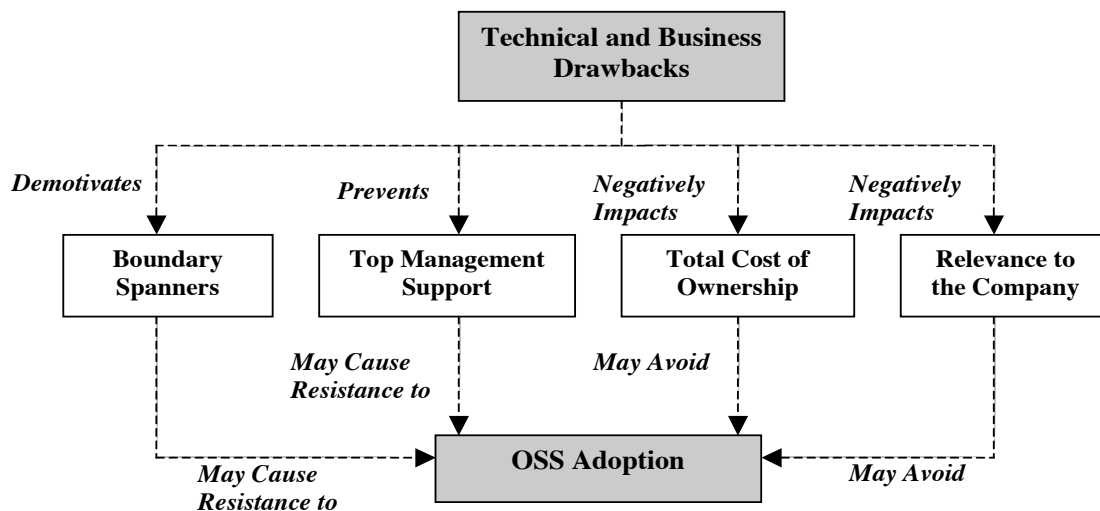 Technical and Business
Drawbacks
Demotivates
Prevents
Negatively
Impacts
Negatively
Impacts
Boundary
Spanners
Top Management
Support
Total Cost of
Ownership
Relevance to
the Company
May Cause
Resistance to
May Avoid
OSS Adoption
May Cause
Resistance to
May Avoid